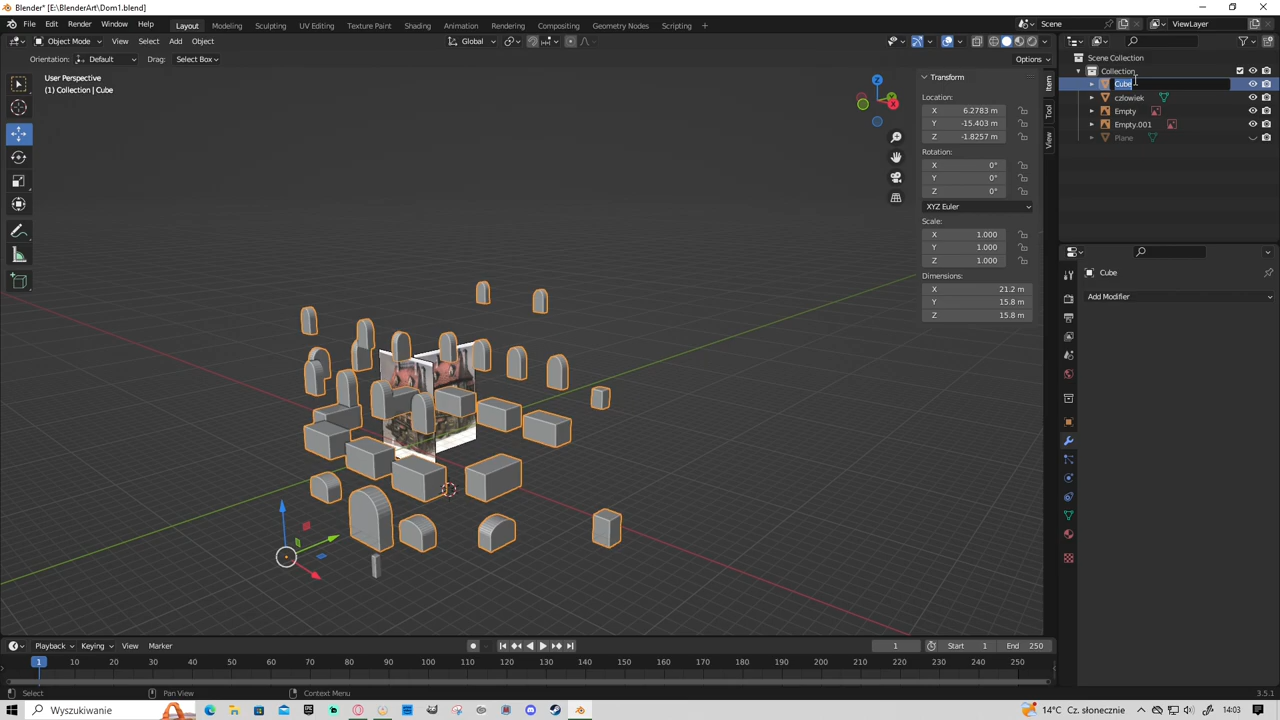 Blender* [E:\BlenderArt\Dom1.blend]
File Edit Render Window Help Layout Modeling Sculpting UV Editing Texture Paint Shading Animation Rendering Compositing Geometry Nodes Scripting + Scene ViewLayer
Object Mode View Select Add Object Global Options
Orientation: Default Drag: Select Box
User Perspective
(1) Collection | Cube
Z
Y
X
Transform
Location:
X 6.2783 m
Y -15.403 m
Z -1.8257 m
Rotation:
X 0°
Y 0°
Z 0°
XYZ Euler
Scale:
X 1.000
Y 1.000
Z 1.000
Dimensions:
X 21.2 m
Y 15.8 m
Z 15.8 m
Item
Tool
View
Scene Collection
Collection
Cube
człowiek
Empty
Empty.001
Plane
Cube
Add Modifier
Playback Keying View Marker 1 Start 1 End 250
1 10 20 30 40 50 60 70 80 90 100 110 120 130 140 150 160 170 180 190 200 210 220 230 240 250
Select Pan View Context Menu 3.5.1
Wyszukiwanie 14°C Cz. słonecznie 14:03